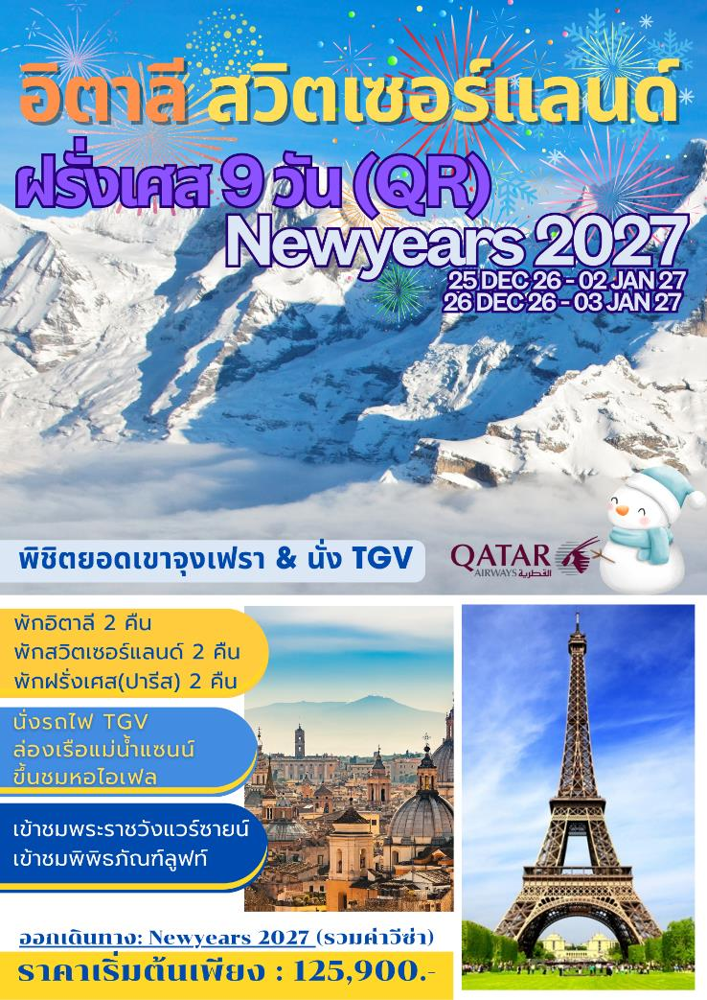 อิตาลี สวิตเซอร์แลนด์
ฝรั่งเศส 9 วัน (QR)
Newyears 2027
25 DEC 26 - 02 JAN 27
26 DEC 26 - 03 JAN 27
พิชิตยอดเขาจุงเฟรา & นั่ง TGV
QATAR
AIRWAYS القطرية
พักอิตาลี 2 คืน
พักสวิตเซอร์แลนด์ 2 คืน
พักฝรั่งเศส(ปารีส) 2 คืน
นั่งรถไฟ TGV
ล่องเรือแม่น้ำแซนน์
ขึ้นชมหอไอเฟล
เข้าชมพระราชวังแวร์ซายน์
เข้าชมพิพิธภัณฑ์ลูฟท์
ออกเดินทาง: Newyears 2027 (รวมค่าวีซ่า)
ราคาเริ่มต้นเพียง : 125,900.-